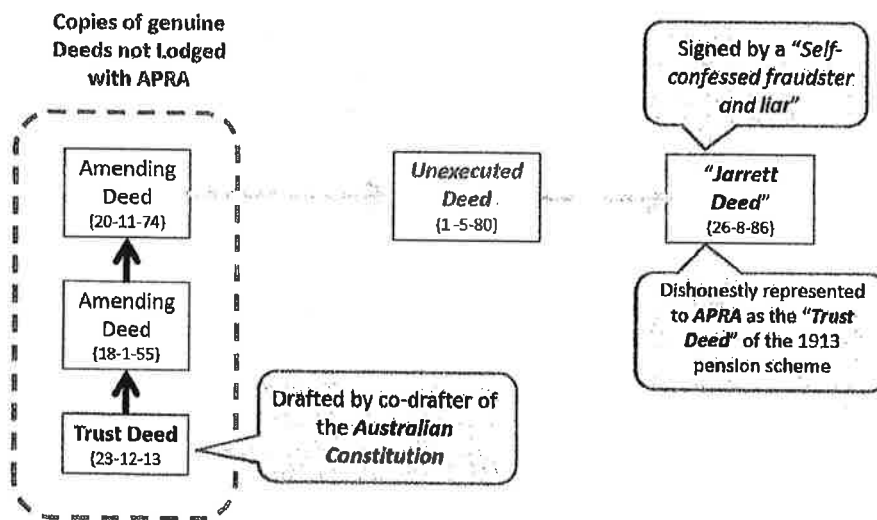 Copies of genuine
Deeds not Lodged
with APRA
Signed by a "Self-
confessed fraudster
and liar"
Amending
Deed
{20-11-74}
Unexecuted
Deed
{1-5-80]
"Jarrett
Deed"
{26-8-86}
Amending
Deed
{18-1-55}
Dishonestly represented
to APRA as the "Trust
Deed" of the 1913
pension scheme
Trust Deed
{23-12-13
Drafted by co-drafter of
the Australian
Constitution